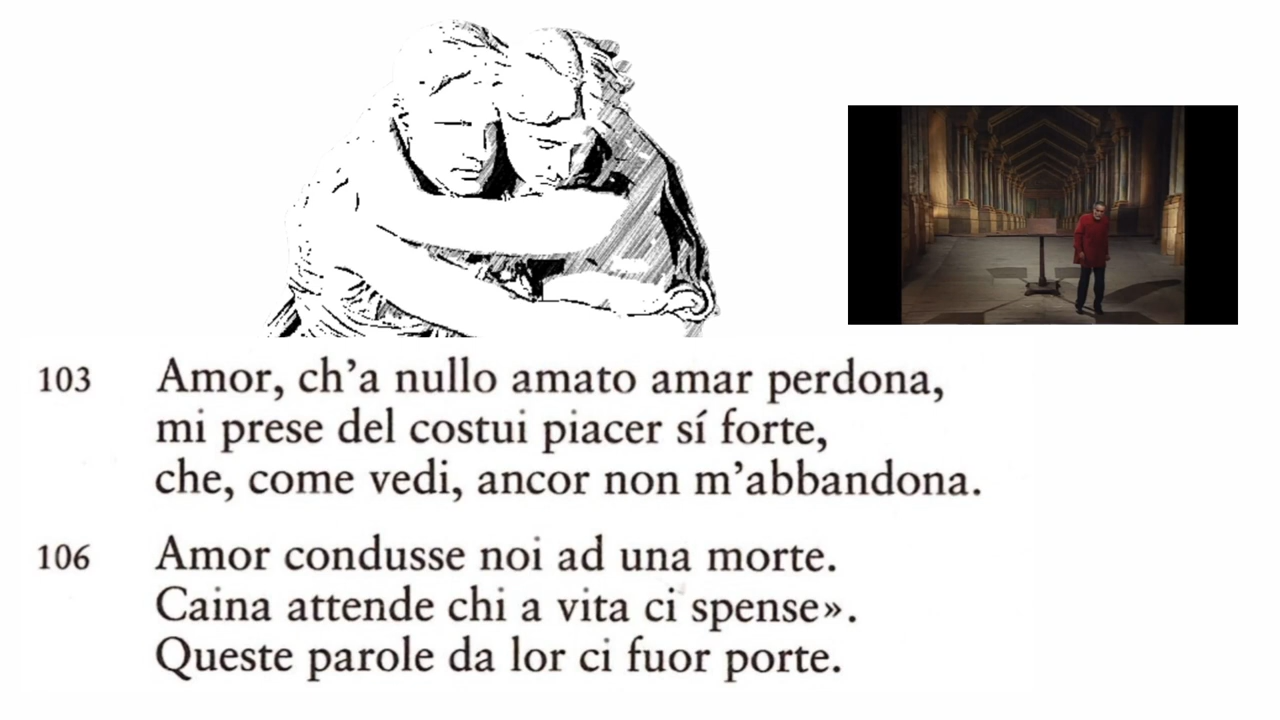 103 Amor, ch’a nullo amato amar perdona,
mi prese del costui piacer sí forte,
che, come vedi, ancor non m’abbandona.
106 Amor condusse noi ad una morte.
Caina attende chi a vita ci spense».
Queste parole da lor ci fuor porte.